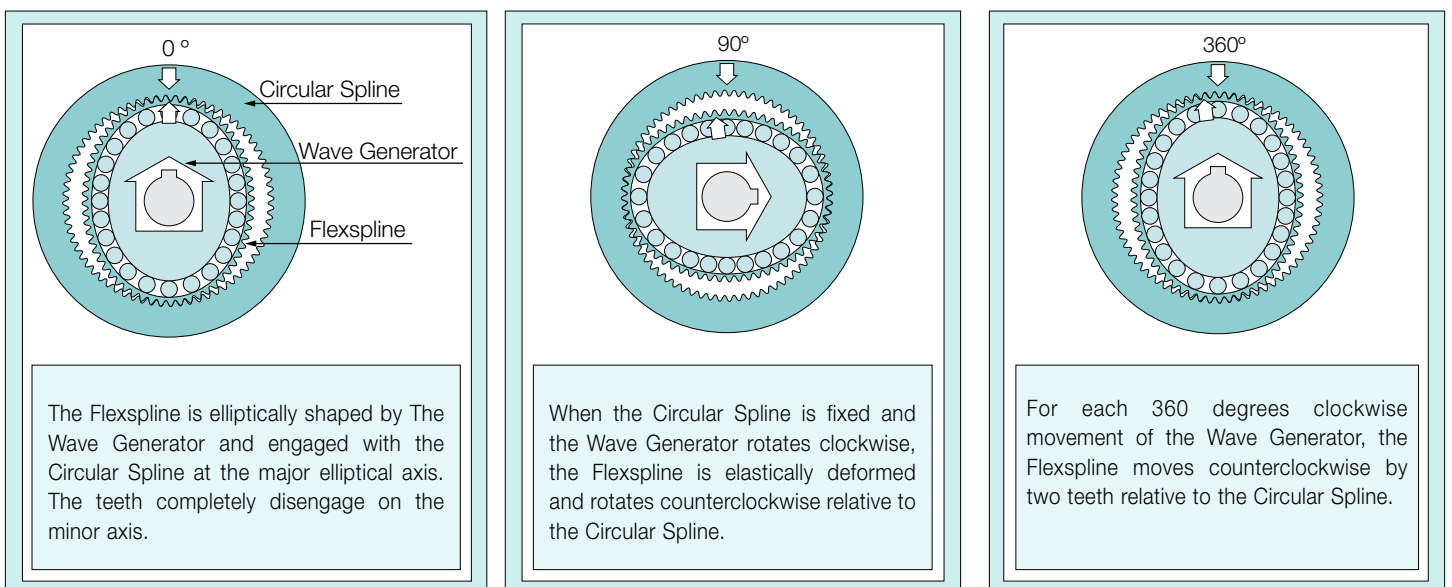 0 º
Circular Spline
Wave Generator
Flexspline
The Flexspline is elliptically shaped by The
Wave Generator and engaged with the
Circular Spline at the major elliptical axis.
The teeth completely disengage on the
minor axis.
90º
When the Circular Spline is fixed and
the Wave Generator rotates clockwise,
the Flexspline is elastically deformed
and rotates counterclockwise relative to
the Circular Spline.
360º
For each 360 degrees clockwise
movement of the Wave Generator, the
Flexspline moves counterclockwise by
two teeth relative to the Circular Spline.